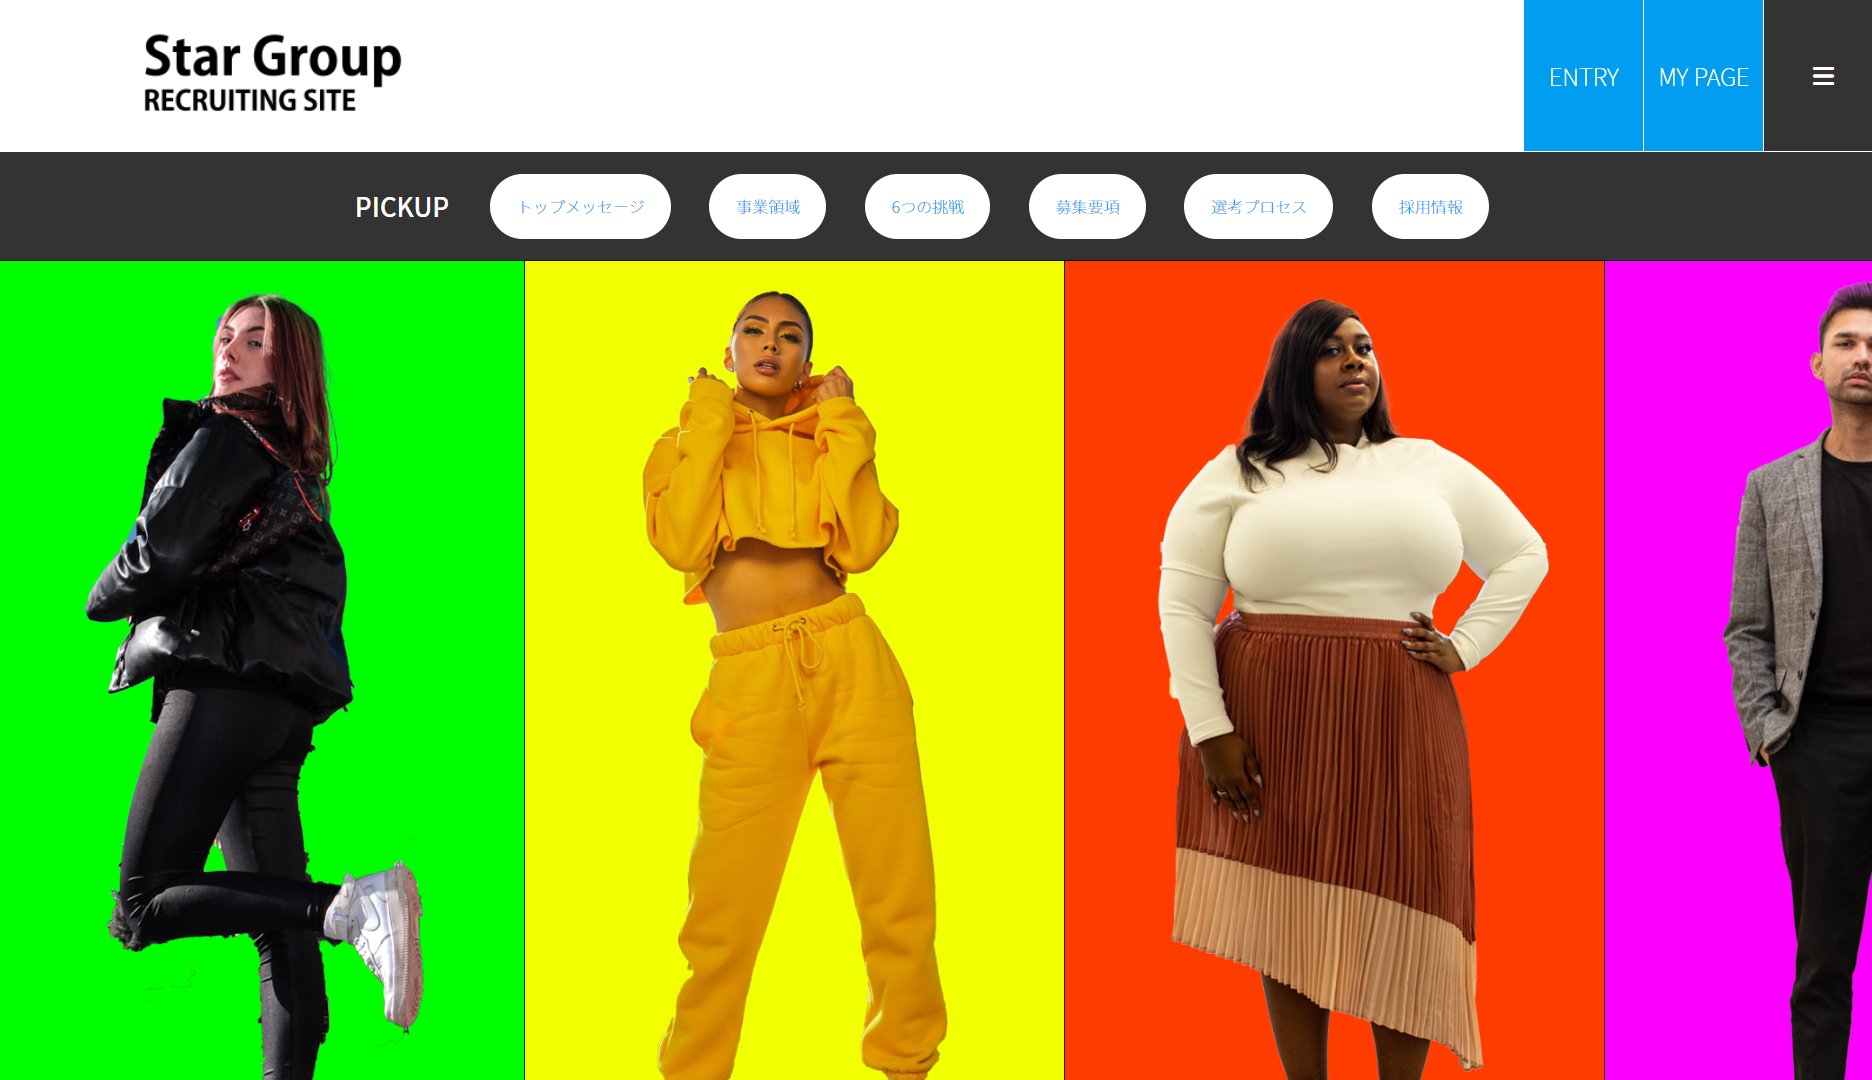 Star Group
RECRUITING SITE
ENTRY
MY PAGE
PICKUP
トップメッセージ
事業領域
6つの挑戦
募集要項
選考プロセス
採用情報